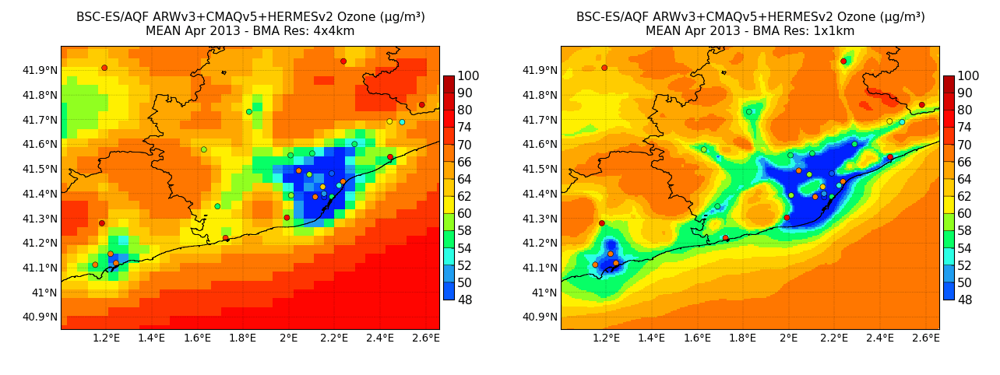 BSC-ES/AQF ARWv3+CMAQv5+HERMESv2 Ozone (µg/m³)
MEAN Apr 2013 - BMA Res: 4x4km
41.9°N
41.8°N
41.7°N
41.6°N
41.5°N
41.4°N
41.3°N
41.2°N
41.1°N
41°N
40.9°N
1.2°E 1.4°E 1.6°E 1.8°E 2°E 2.2°E 2.4°E 2.6°E
100
90
80
74
70
66
64
62
60
58
54
52
50
48
BSC-ES/AQF ARWv3+CMAQv5+HERMESv2 Ozone (µg/m³)
MEAN Apr 2013 - BMA Res: 1x1km
41.9°N
41.8°N
41.7°N
41.6°N
41.5°N
41.4°N
41.3°N
41.2°N
41.1°N
41°N
40.9°N
1.2°E 1.4°E 1.6°E 1.8°E 2°E 2.2°E 2.4°E 2.6°E
100
90
80
74
70
66
64
62
60
58
54
52
50
48